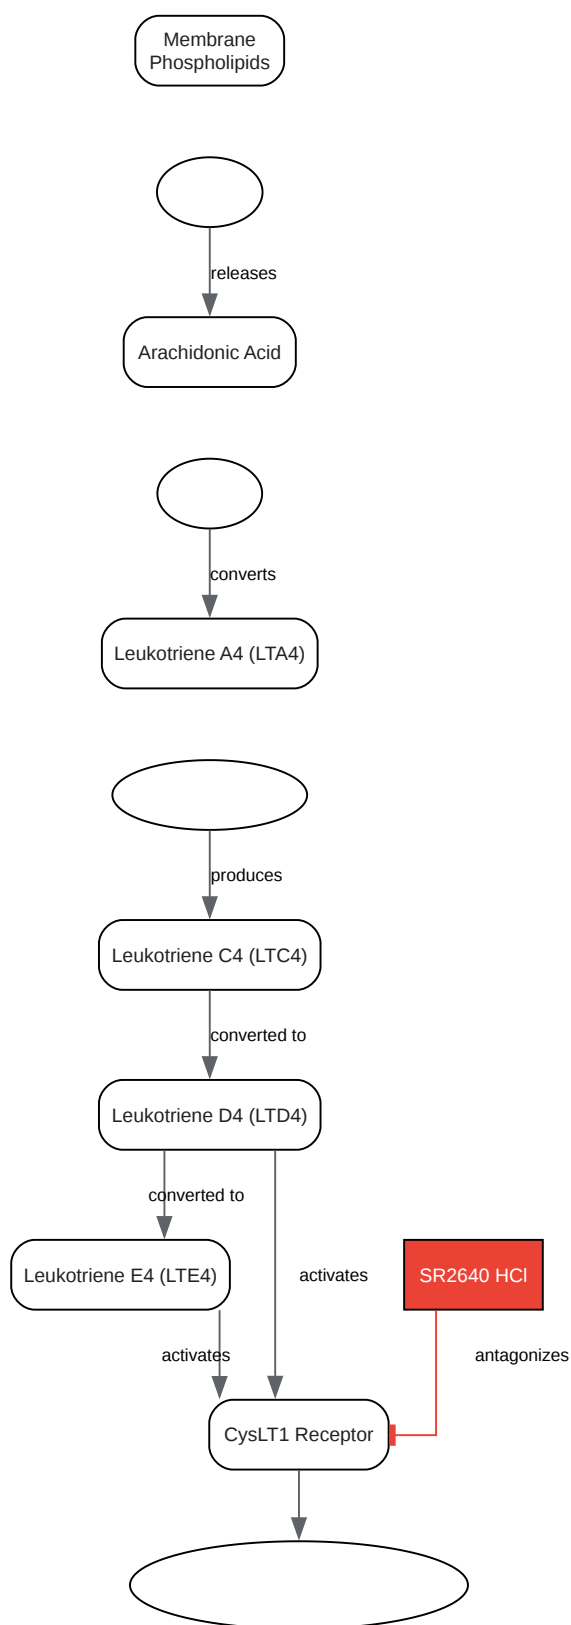 Membrane
Phospholipids
releases
Arachidonic Acid
converts
Leukotriene A4 (LTA4)
produces
Leukotriene C4 (LTC4)
converted to
Leukotriene D4 (LTD4)
converted to
Leukotriene E4 (LTE4)
activates
SR2640 HCl
activates
antagonizes
CysLT1 Receptor